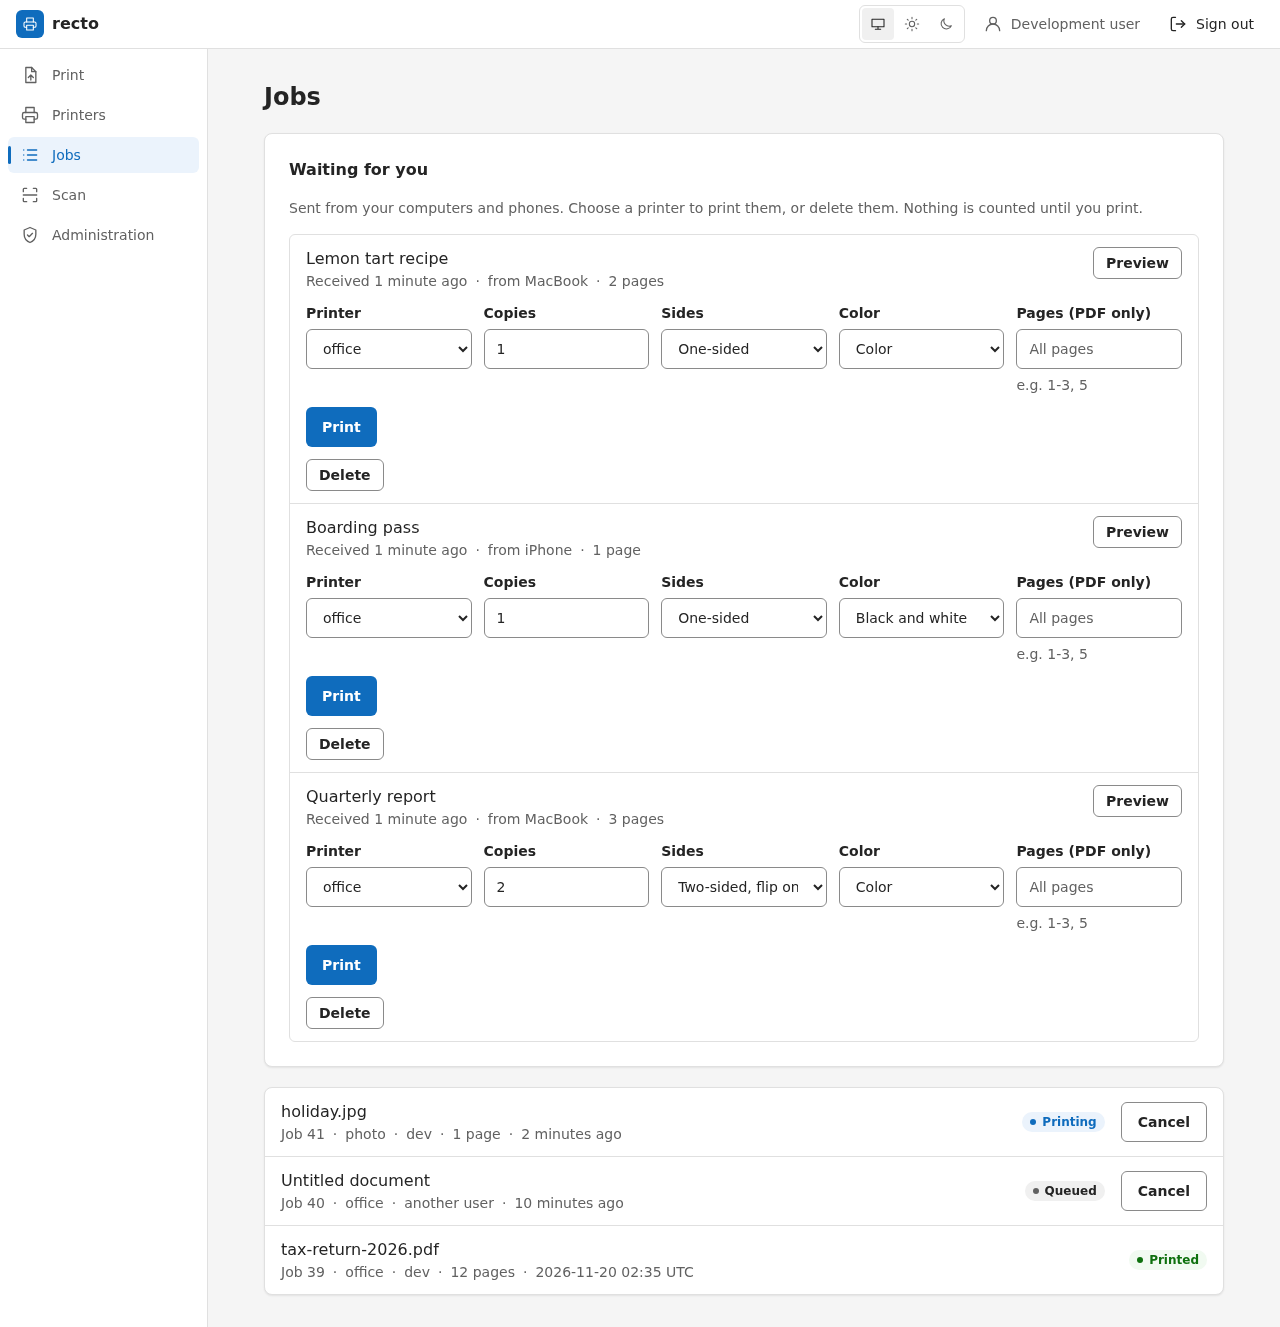 recto
Development user
Sign out
Print
Printers
Jobs
Scan
Administration
Jobs
Waiting for you
Sent from your computers and phones. Choose a printer to print them, or delete them. Nothing is counted until you print.
Lemon tart recipe
Preview
Received 1 minute ago · from MacBook · 2 pages
Printer Copies Sides Color Pages (PDF only)
office 1 One-sided Color All pages
e.g. 1-3, 5
Print
Delete
Boarding pass
Preview
Received 1 minute ago · from iPhone · 1 page
Printer Copies Sides Color Pages (PDF only)
office 1 One-sided Black and white All pages
e.g. 1-3, 5
Print
Delete
Quarterly report
Preview
Received 1 minute ago · from MacBook · 3 pages
Printer Copies Sides Color Pages (PDF only)
office 2 Two-sided, flip on Color All pages
e.g. 1-3, 5
Print
Delete
holiday.jpg
Job 41 · photo · dev · 1 page · 2 minutes ago
Printing
Cancel
Untitled document
Job 40 · office · another user · 10 minutes ago
Queued
Cancel
tax-return-2026.pdf
Job 39 · office · dev · 12 pages · 2026-11-20 02:35 UTC
Printed